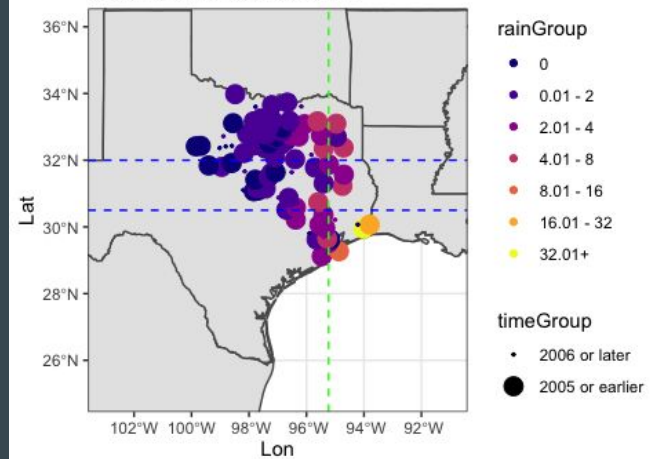 36°N
34°N
32°N
30°N
28°N
26°N
Lat
102°W 100°W 98°W 96°W 94°W 92°W
Lon
rainGroup
0
0.01 - 2
2.01 - 4
4.01 - 8
8.01 - 16
16.01 - 32
32.01+
timeGroup
2006 or later
2005 or earlier